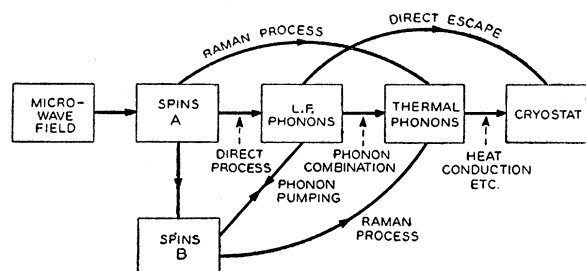 RAMAN PROCESS
DIRECT ESCAPE
MICRO-
WAVE
FIELD
SPINS
A
L.F.
PHONONS
THERMAL
PHONONS
CRYOSTAT
DIRECT
PROCESS
PHONON
COMBINATION
HEAT
CONDUCTION
ETC.
PHONON
PUMPING
SPINS
B
RAMAN
PROCESS